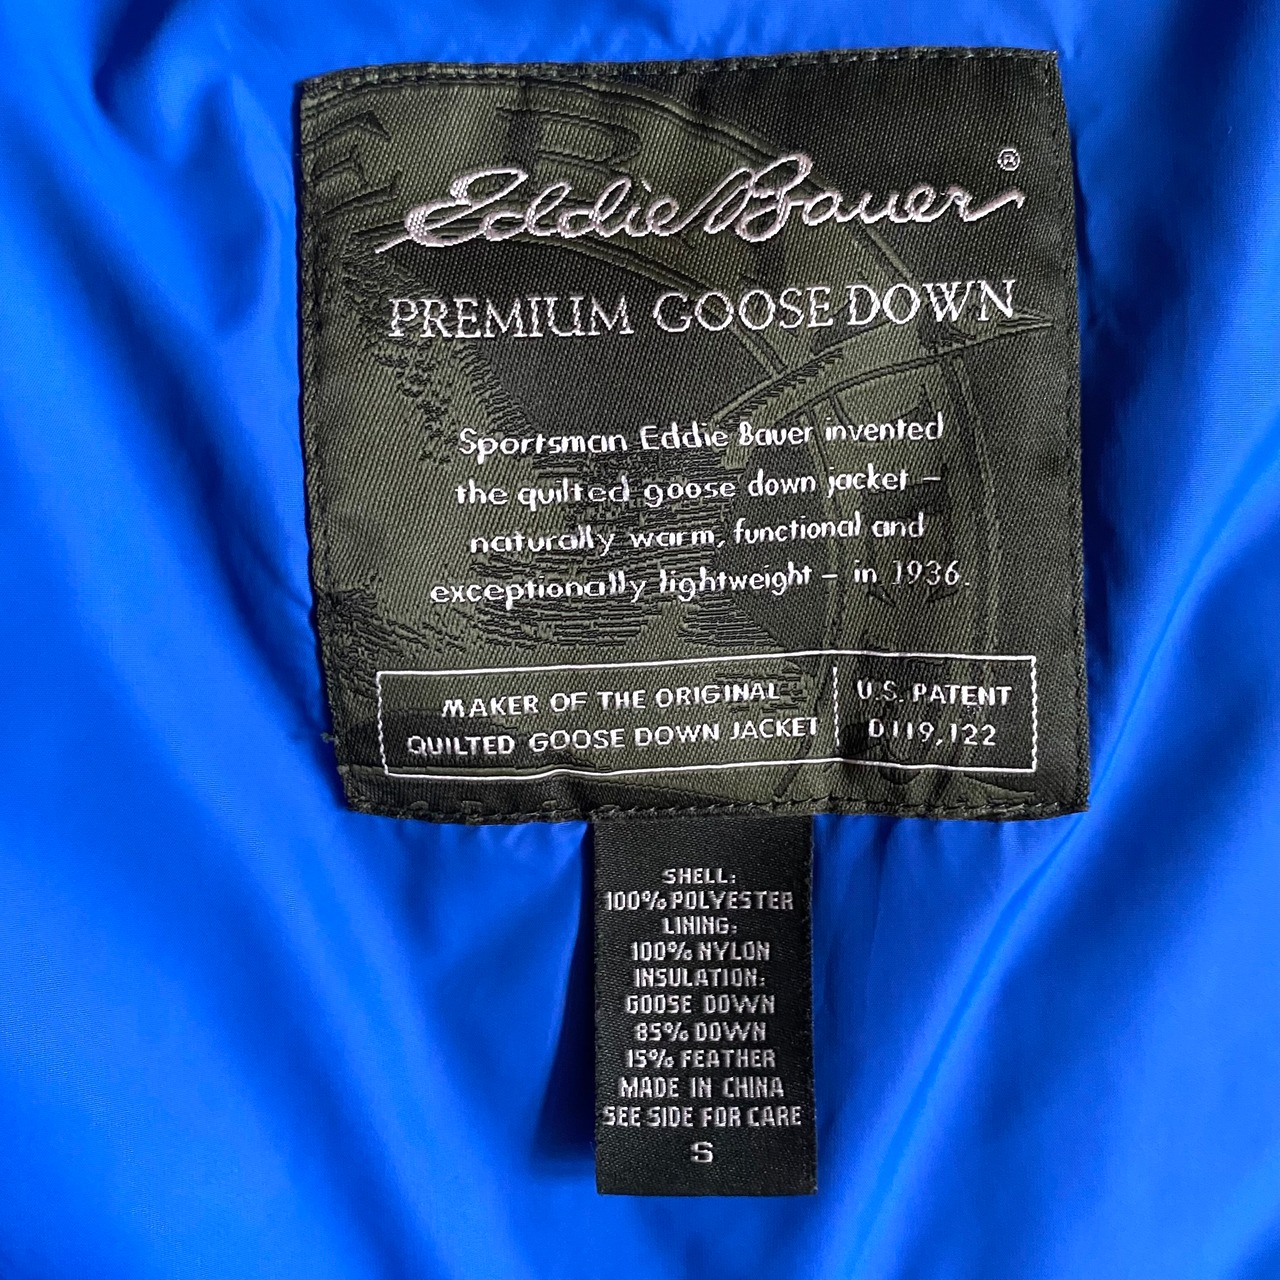 Eddie Bauer®
PREMIUM GOOSE DOWN
Sportsman Eddie Bauer invented
the quilted goose down jacket –
naturally warm, functional and
exceptionally lightweight – in 1936.
MAKER OF THE ORIGINAL
QUILTED GOOSE DOWN JACKET
U.S. PATENT
D119,122
SHELL:
100% POLYESTER
LINING:
100% NYLON
INSULATION:
GOOSE DOWN
85% DOWN
15% FEATHER
MADE IN CHINA
SEE SIDE FOR CARE
S